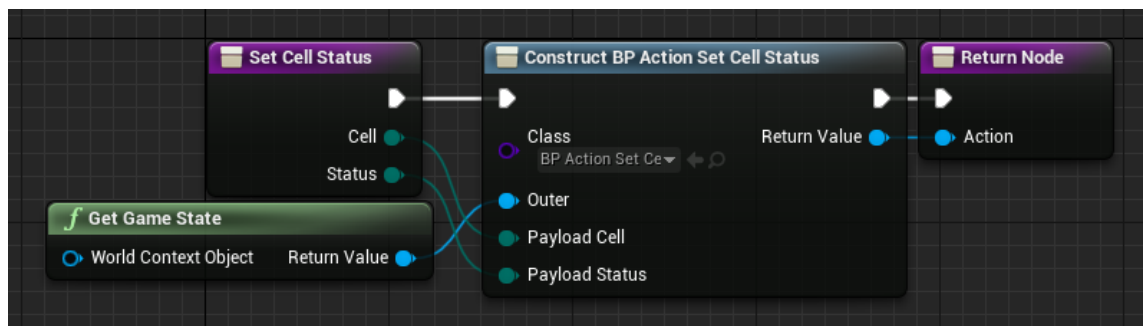 Set Cell Status
Cell
Status
f Get Game State
World Context Object Return Value
Construct BP Action Set Cell Status
Class
BP Action Set Ce
Return Value
Outer
Payload Cell
Payload Status
Return Node
Action